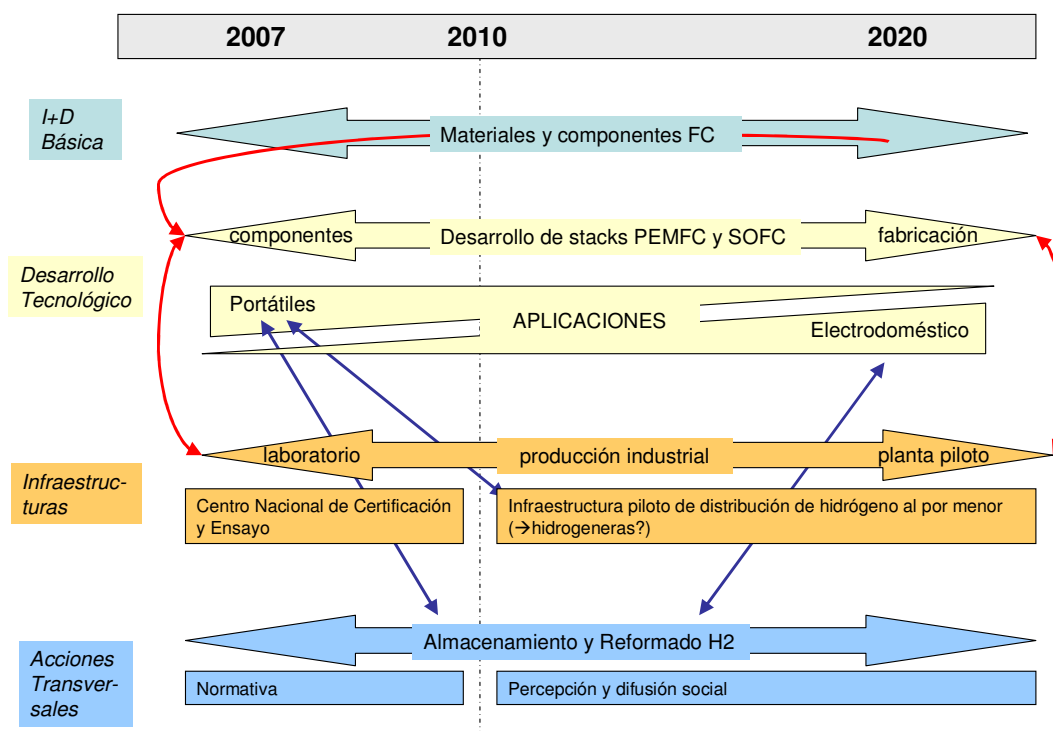 2007 2010 2020
I+D
Básica
Materiales y componentes FC
componentes Desarrollo de stacks PEMFC y SOFC fabricación
Desarrollo
Tecnológico
Portátiles
APLICACIONES
Electrodoméstico
laboratorio producción industrial planta piloto
Infraestruc-
turas
Centro Nacional de Certificación
y Ensayo
Infraestructura piloto de distribución de hidrógeno al por menor
(→hidrogeneras?)
Acciones
Transver-
sales
Almacenamiento y Reformado H2
Normativa
Percepción y difusión social